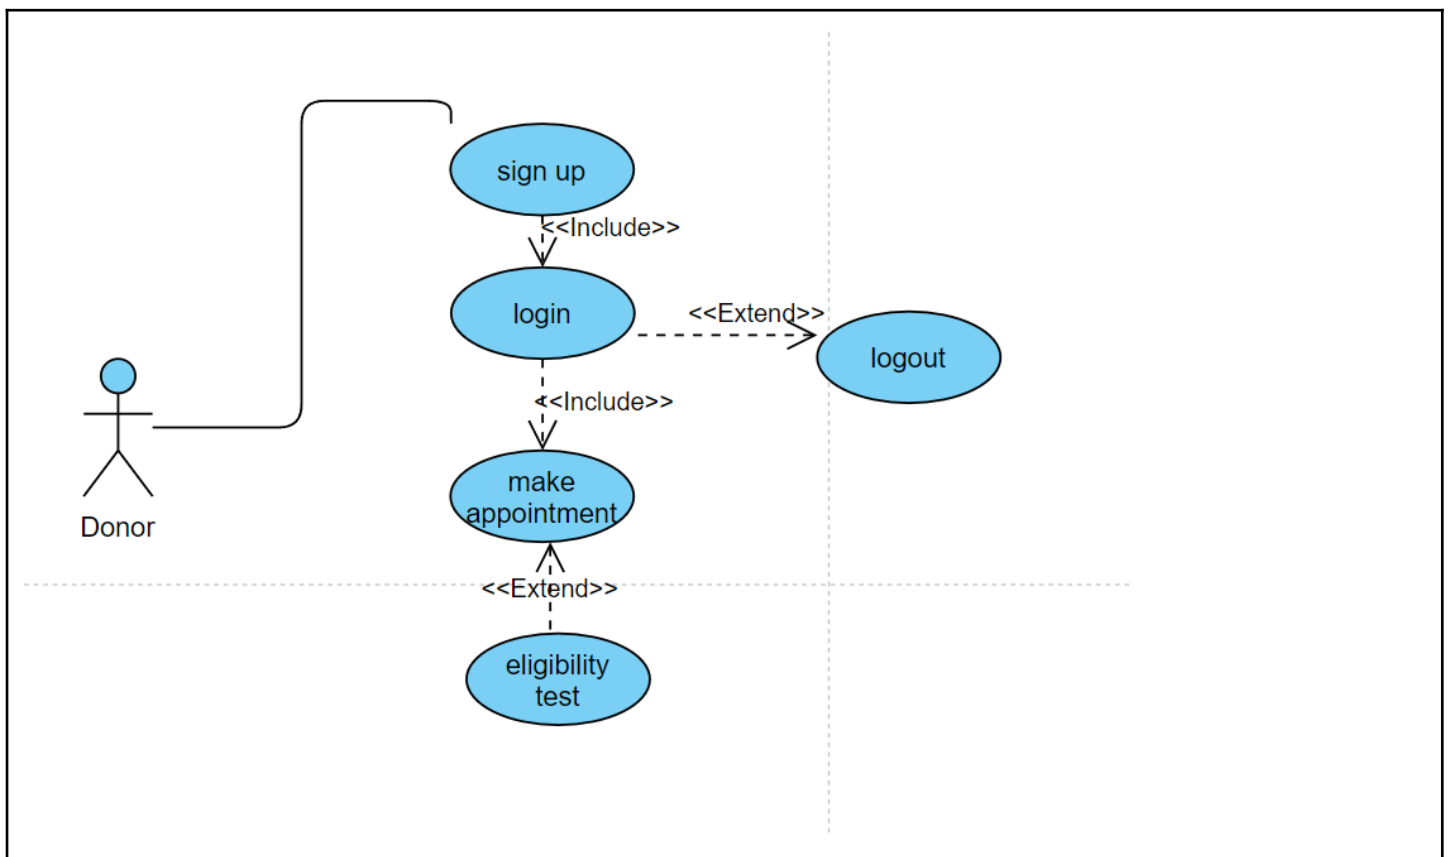 sign up
<<Include>>
login
<<Extend>>
logout
<<Include>>
make
appointment
Donor
<<Extend>>
eligibility
test